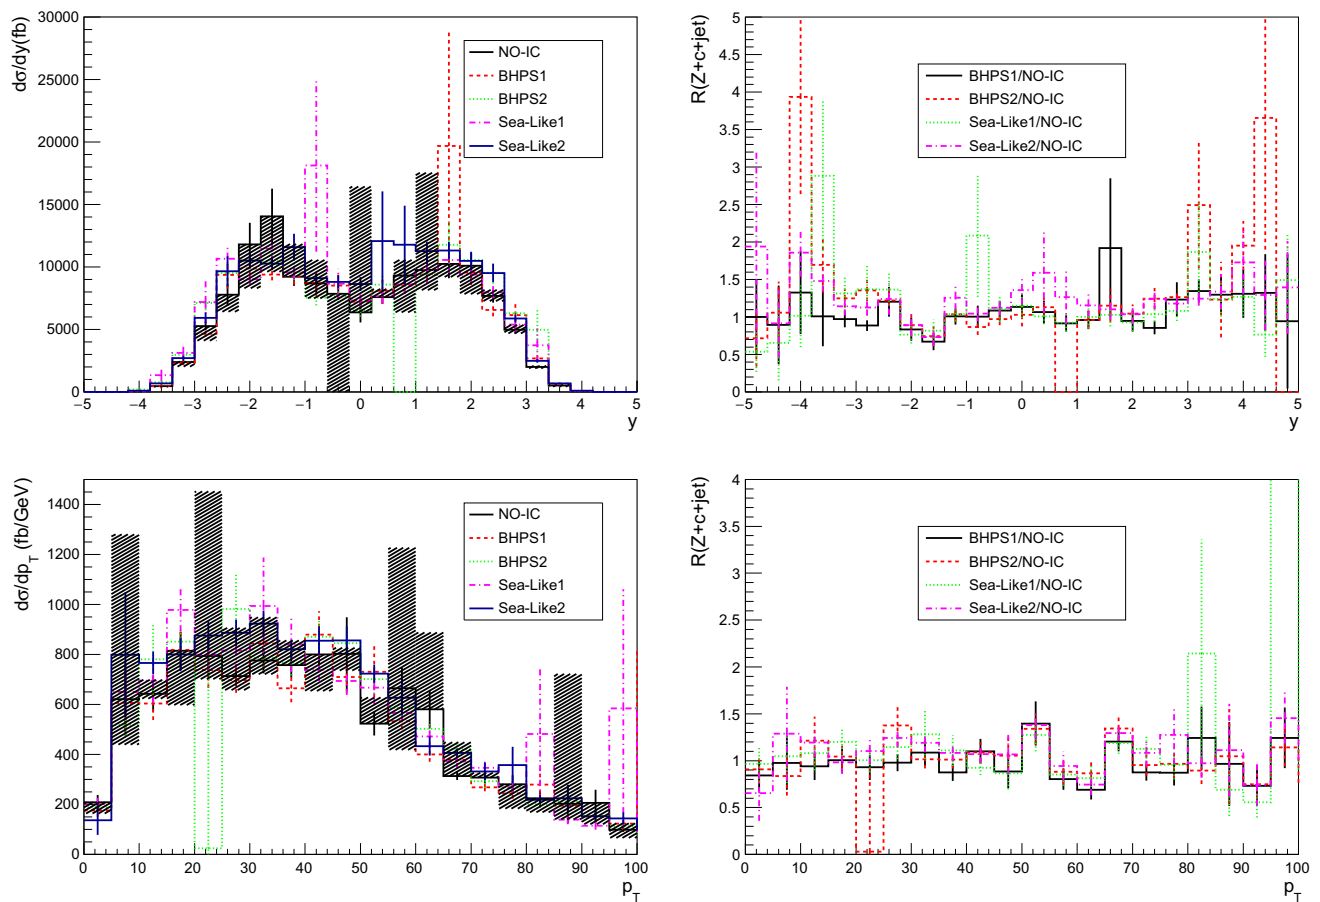 dσ/dy(fb)
30000
25000
20000
15000
10000
5000
0
NO-IC
BHPS1
BHPS2
Sea-Like1
Sea-Like2
−5 −4 −3 −2 −1 0 1 2 3 4 5
y
R(Z+c+jet)
5
4.5
4
3.5
3
2.5
2
1.5
1
0.5
0
BHPS1/NO-IC
BHPS2/NO-IC
Sea-Like1/NO-IC
Sea-Like2/NO-IC
−5 −4 −3 −2 −1 0 1 2 3 4 5
y
dσ/dp_T (fb/GeV)
1400
1200
1000
800
600
400
200
0
NO-IC
BHPS1
BHPS2
Sea-Like1
Sea-Like2
0 10 20 30 40 50 60 70 80 90 100
p_T
R(Z+c+jet)
4
3.5
3
2.5
2
1.5
1
0.5
0
BHPS1/NO-IC
BHPS2/NO-IC
Sea-Like1/NO-IC
Sea-Like2/NO-IC
0 10 20 30 40 50 60 70 80 90 100
p_T